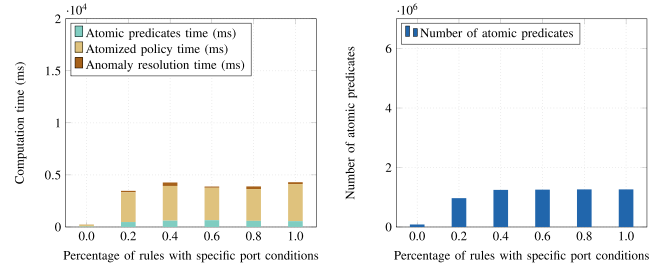 ·10⁴
2
1.5
1
0.5
0
Computation time (ms)
Atomic predicates time (ms)
Atomized policy time (ms)
Anomaly resolution time (ms)
0.0 0.2 0.4 0.6 0.8 1.0
Percentage of rules with specific port conditions
·10⁶
6
4
2
0
Number of atomic predicates
Number of atomic predicates
0.0 0.2 0.4 0.6 0.8 1.0
Percentage of rules with specific port conditions